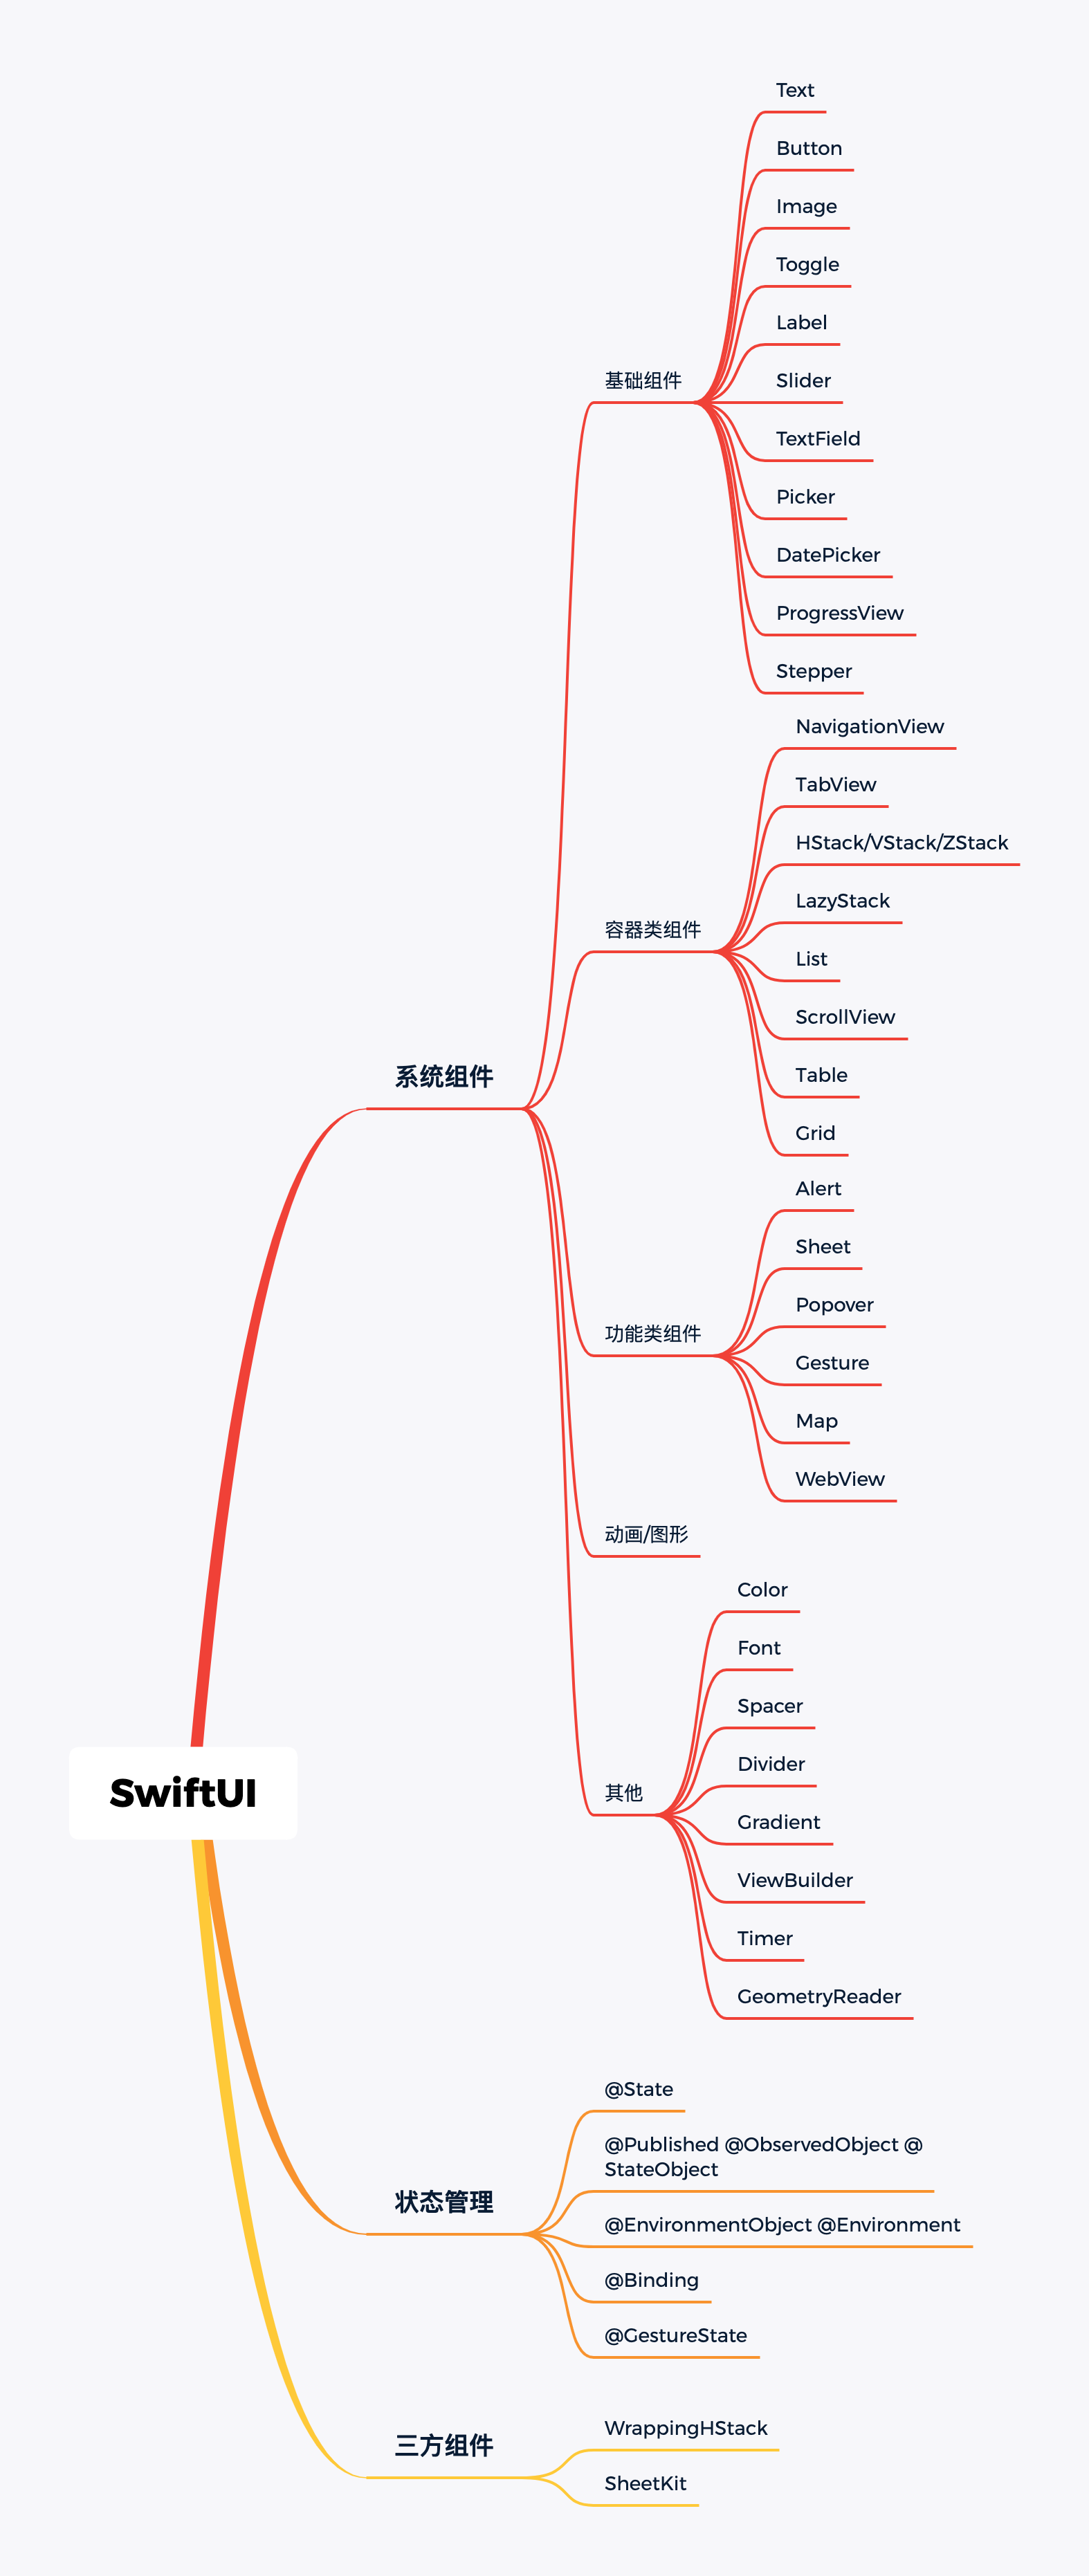 SwiftUI
系统组件
基础组件
Text
Button
Image
Toggle
Label
Slider
TextField
Picker
DatePicker
ProgressView
Stepper
容器类组件
NavigationView
TabView
HStack/VStack/ZStack
LazyStack
List
ScrollView
Table
Grid
功能类组件
Alert
Sheet
Popover
Gesture
Map
WebView
动画/图形
其他
Color
Font
Spacer
Divider
Gradient
ViewBuilder
Timer
GeometryReader
状态管理
@State
@Published @ObservedObject @
StateObject
@EnvironmentObject @Environment
@Binding
@GestureState
三方组件
WrappingHStack
SheetKit